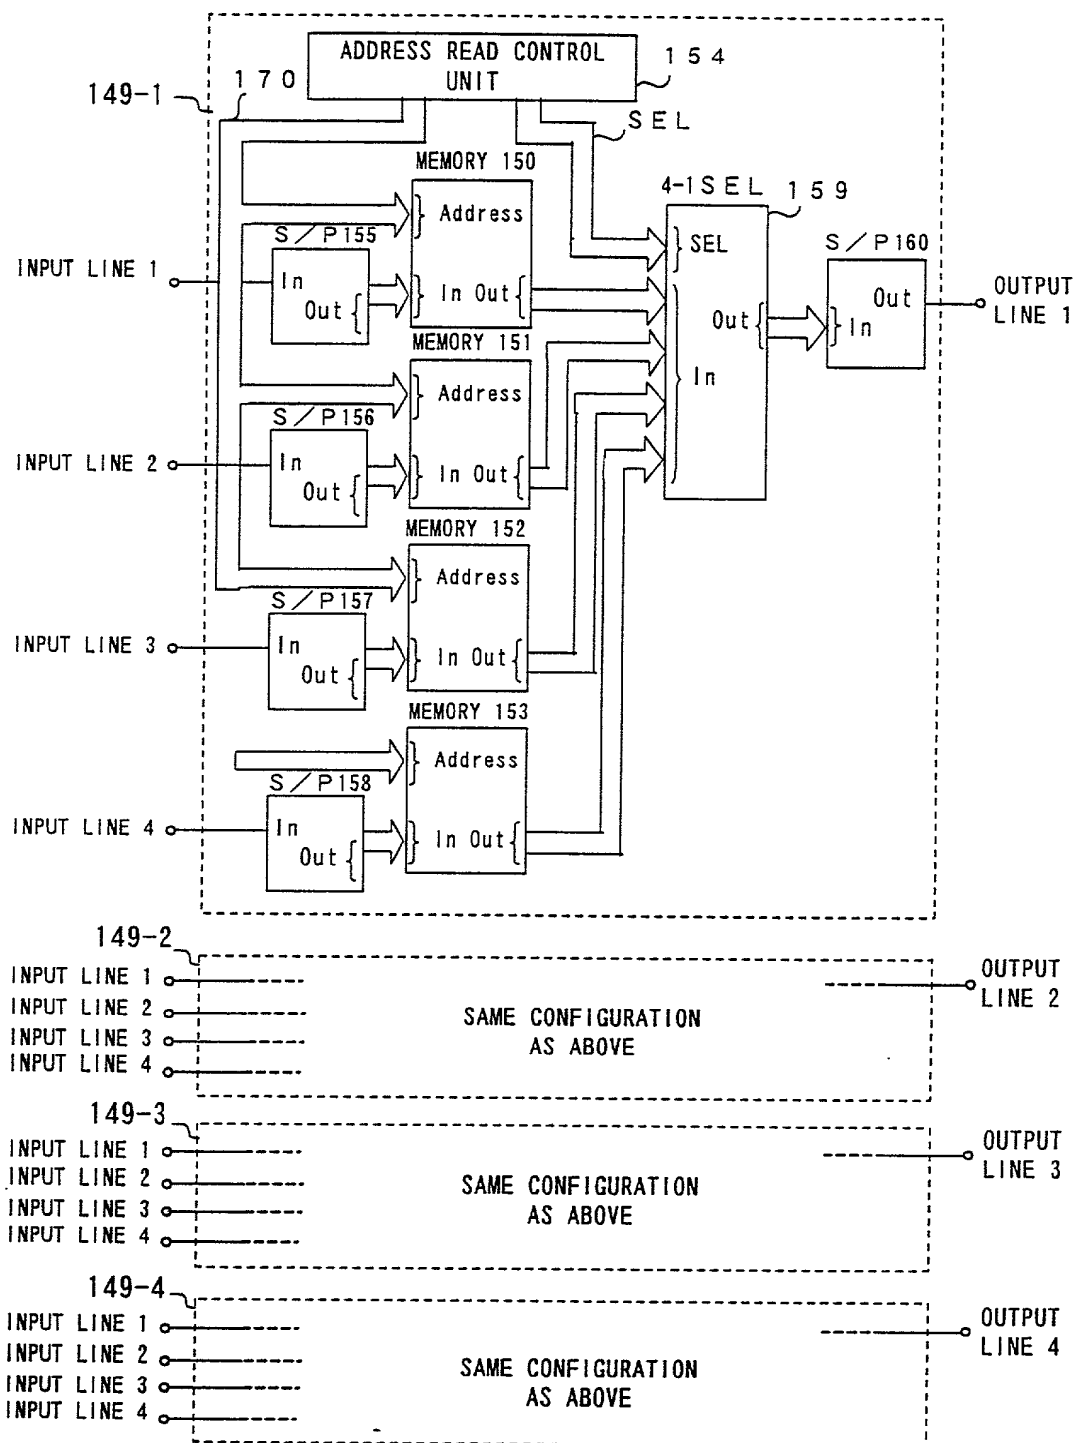 ADDRESS READ CONTROL
UNIT
154
170
149-1
SEL
MEMORY 150
4-1SEL
159
Address
S/P155
SEL
S/P160
INPUT LINE 1
In
Out {
In Out
In
Out
In
Out
OUTPUT
LINE 1
MEMORY 151
Address
S/P156
INPUT LINE 2
In
Out {
In Out
MEMORY 152
Address
S/P157
INPUT LINE 3
In
Out {
In Out
MEMORY 153
Address
S/P158
INPUT LINE 4
In
Out {
In Out
149-2
INPUT LINE 1
INPUT LINE 2
INPUT LINE 3
INPUT LINE 4
SAME CONFIGURATION
AS ABOVE
OUTPUT
LINE 2
149-3
INPUT LINE 1
INPUT LINE 2
INPUT LINE 3
INPUT LINE 4
SAME CONFIGURATION
AS ABOVE
OUTPUT
LINE 3
149-4
INPUT LINE 1
INPUT LINE 2
INPUT LINE 3
INPUT LINE 4
SAME CONFIGURATION
AS ABOVE
OUTPUT
LINE 4